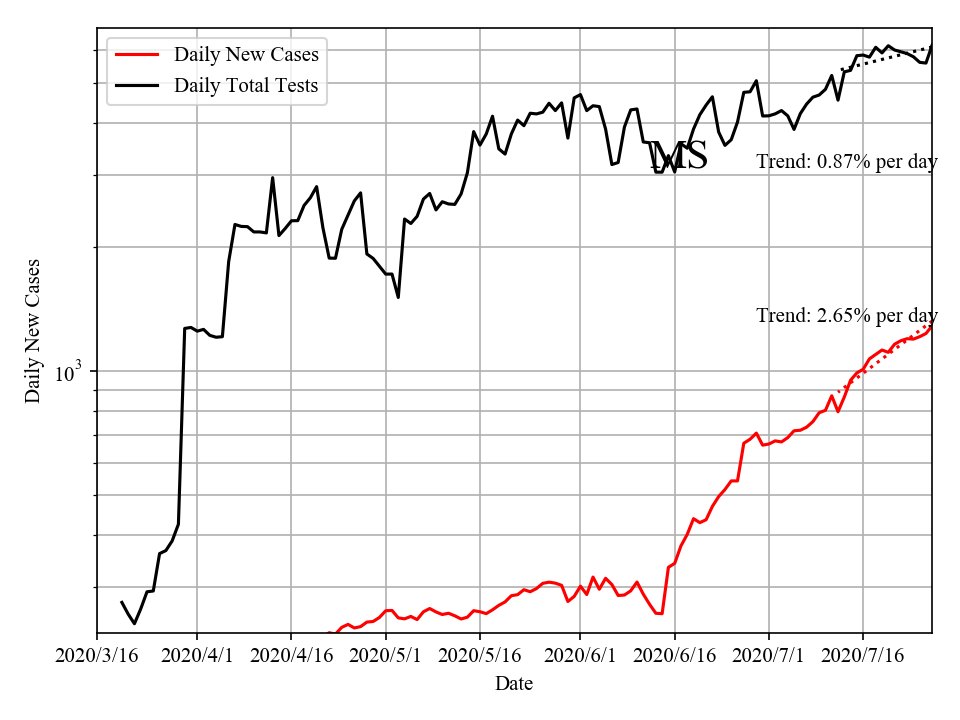 Daily New Cases
Daily Total Tests
MS
Trend: 0.87% per day
Trend: 2.65% per day
Daily New Cases
10³
2020/3/16 2020/4/1 2020/4/16 2020/5/1 2020/5/16 2020/6/1 2020/6/16 2020/7/1 2020/7/16
Date